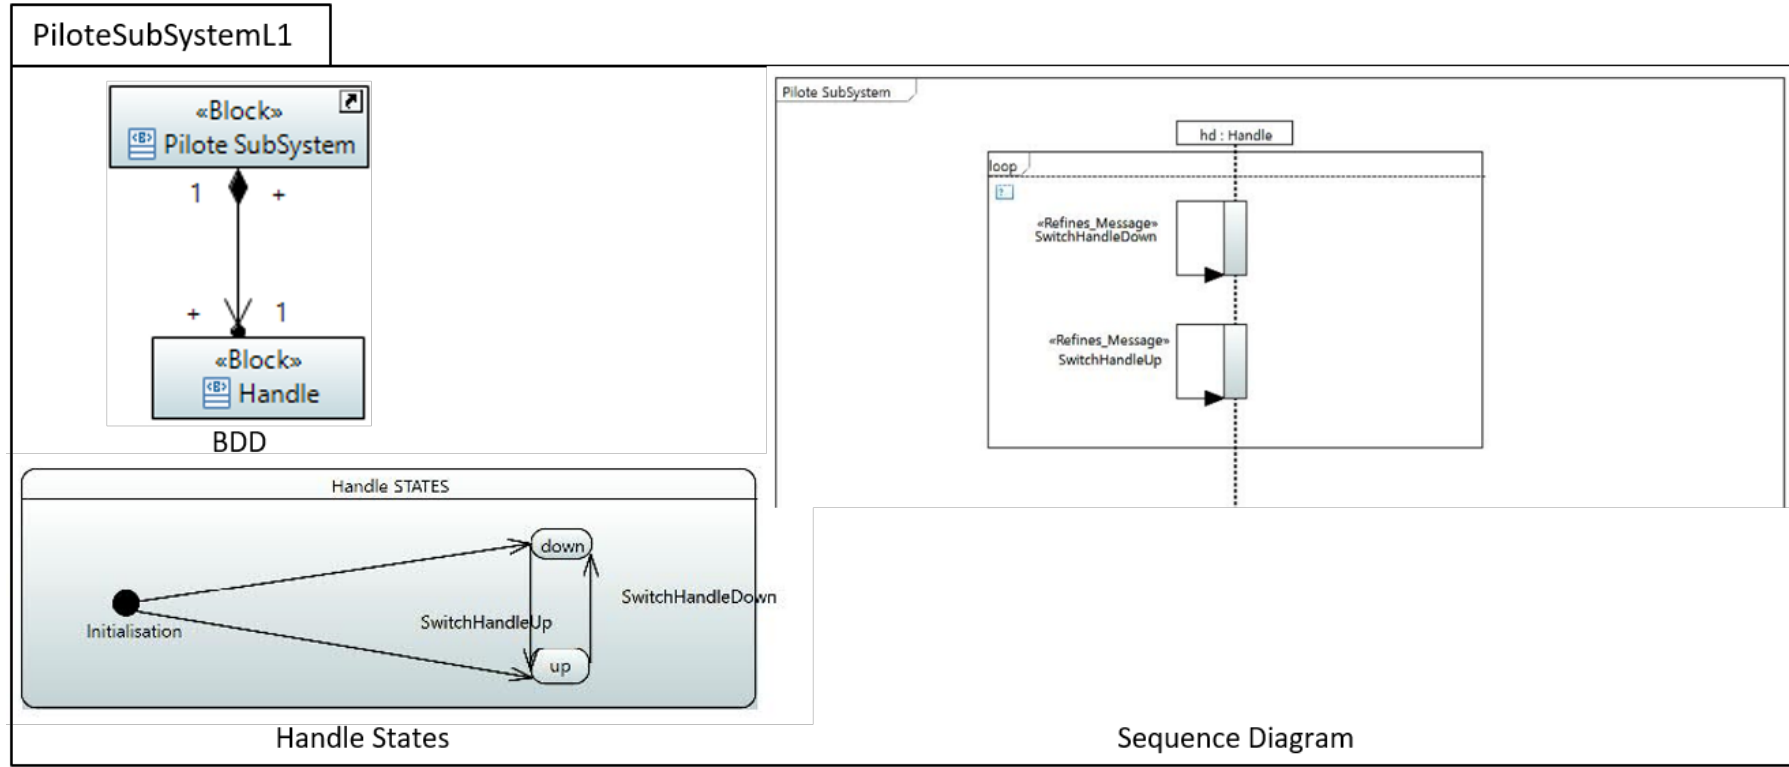 PiloteSubSystemL1
«Block»
<B> Pilote SubSystem
1 +
+ 1
«Block»
<B> Handle
BDD
Pilote SubSystem
hd : Handle
loop
«Refines_Message»
SwitchHandleDown
«Refines_Message»
SwitchHandleUp
Handle STATES
down
SwitchHandleDown
SwitchHandleUp
Initialisation
up
Handle States
Sequence Diagram